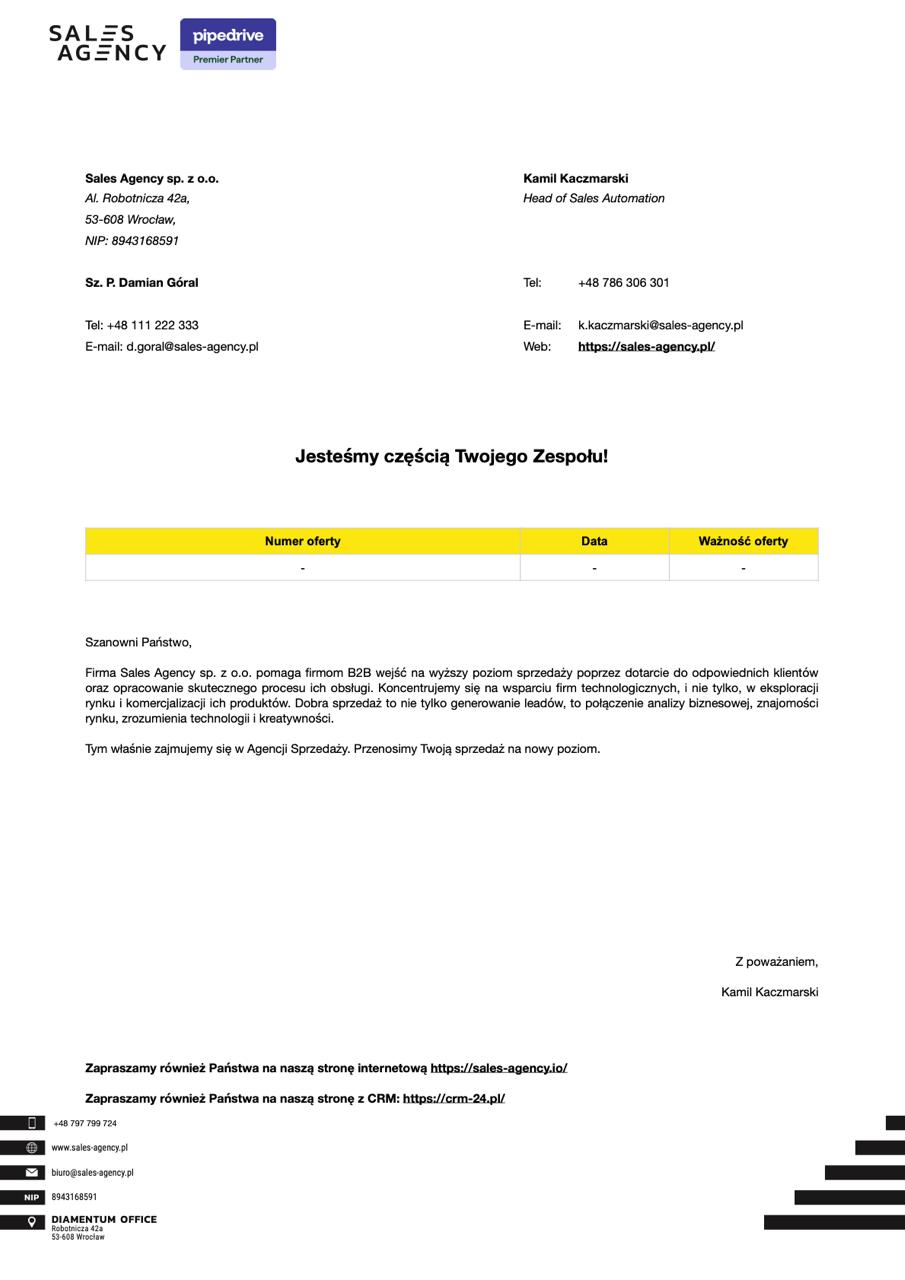 SALES
AGENCY
pipedrive
Premier Partner
Sales Agency sp. z o.o.
Al. Robotnicza 42a,
53-608 Wrocław,
NIP: 8943168591
Kamil Kaczmarski
Head of Sales Automation
Sz. P. Damian Góral
Tel: +48 786 306 301
Tel: +48 111 222 333
E-mail: k.kaczmarski@sales-agency.pl
E-mail: d.goral@sales-agency.pl
Web: https://sales-agency.pl/
Jesteśmy częścią Twojego Zespołu!
Numer oferty Data Ważność oferty
- - -
Szanowni Państwo,
Firma Sales Agency sp. z o.o. pomaga firmom B2B wejść na wyższy poziom sprzedaży poprzez dotarcie do odpowiednich klientów
oraz opracowanie skutecznego procesu ich obsługi. Koncentrujemy się na wsparciu firm technologicznych, i nie tylko, w eksploracji
rynku i komercjalizacji ich produktów. Dobra sprzedaż to nie tylko generowanie leadów, to połączenie analizy biznesowej, znajomości
rynku, zrozumienia technologii i kreatywności.
Tym właśnie zajmujemy się w Agencji Sprzedaży. Przenosimy Twoją sprzedaż na nowy poziom.
Z poważaniem,
Kamil Kaczmarski
Zapraszamy również Państwa na naszą stronę internetową https://sales-agency.io/
Zapraszamy również Państwa na naszą stronę z CRM: https://crm-24.pl/
+48 797 799 724
www.sales-agency.pl
biuro@sales-agency.pl
NIP 8943168591
DIAMENTUM OFFICE
Robotnicza 42a
53-608 Wrocław